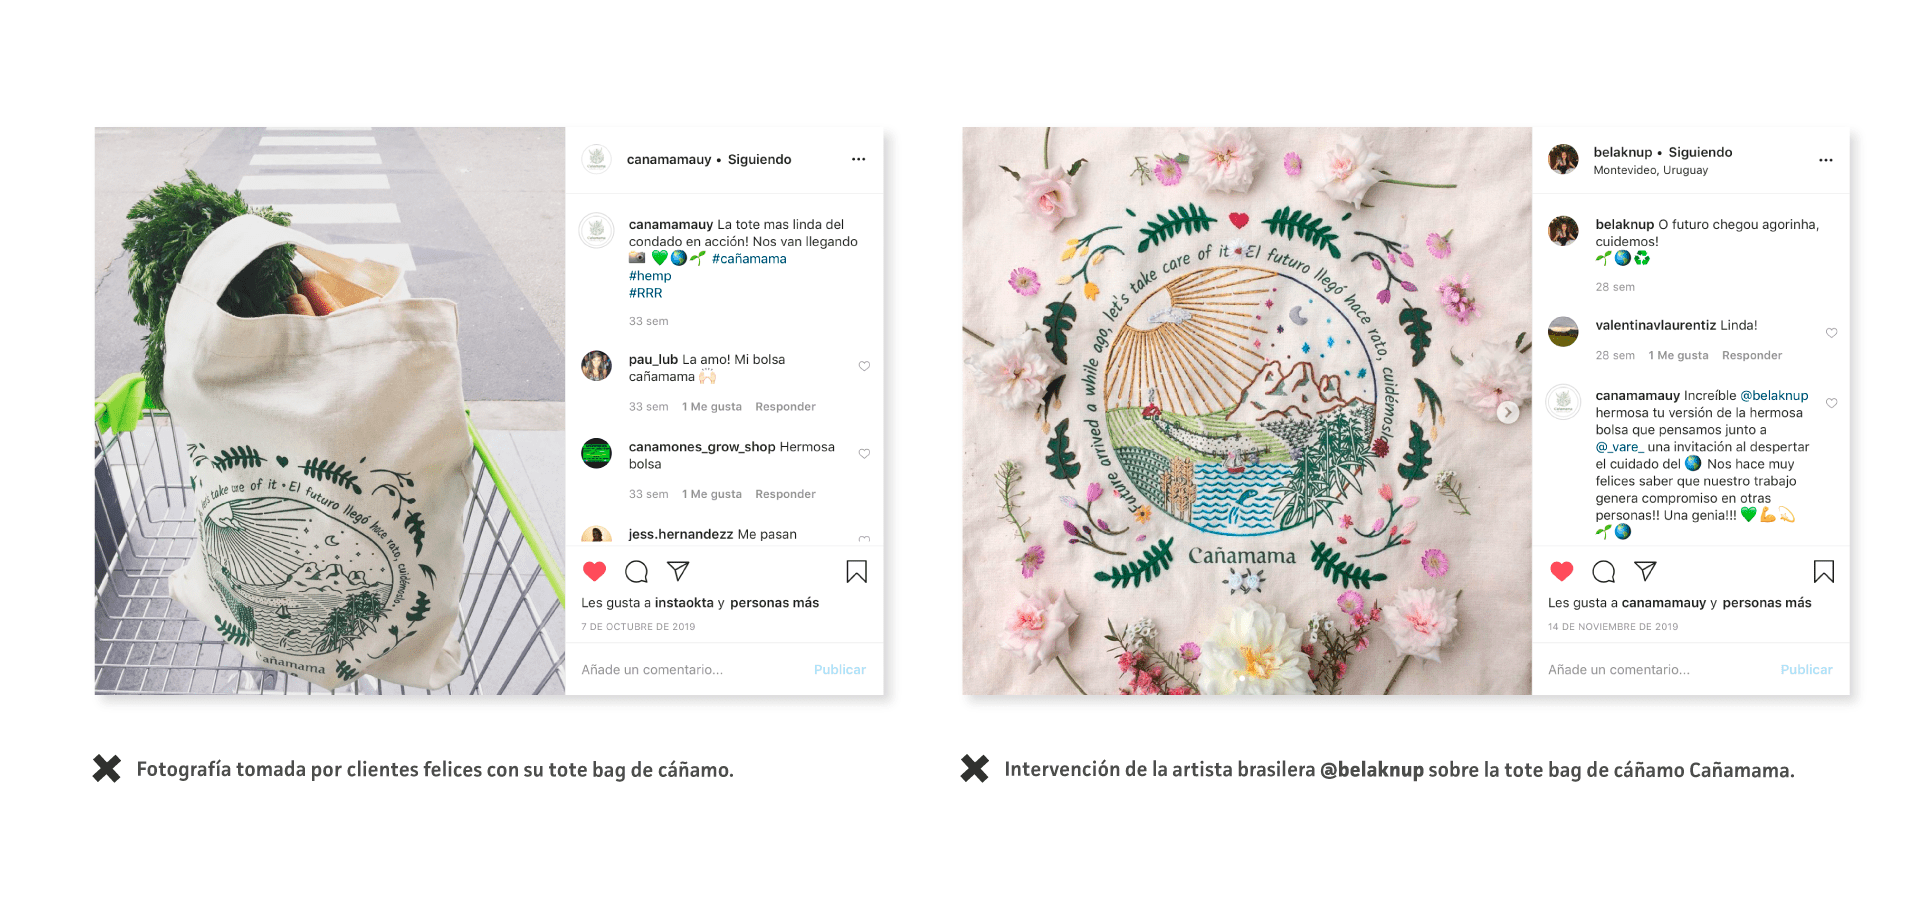 let's take care of it • El futuro llegó hace rato, cuidémoslo.
Cañamama
canamamauy • Siguiendo
canamamauy La tote mas linda del
condado en acción! Nos van llegando
📸 💚🌎🌱 #cañamama
#hemp
#RRR
33 sem
pau_lub La amo! Mi bolsa
cañamama 🙌🏻
33 sem 1 Me gusta Responder
canamones_grow_shop Hermosa
bolsa
33 sem 1 Me gusta Responder
jess.hernandezz Me pasan
Les gusta a instaokta y personas más
7 DE OCTUBRE DE 2019
Añade un comentario...
Publicar
Future arrived a while ago, let's take care of it El futuro llegó hace rato, cuidémoslo
Cañamama
belaknup • Siguiendo
Montevideo, Uruguay
belaknup O futuro chegou agorinha,
cuidemos!
🌱🌎♻️
28 sem
valentinavlaurentiz Linda!
28 sem 1 Me gusta Responder
canamamauy Increíble @belaknup
hermosa tu versión de la hermosa
bolsa que pensamos junto a
@_vare_ una invitación al despertar
el cuidado del 🌎 Nos hace muy
felices saber que nuestro trabajo
genera compromiso en otras
personas!! Una genia!!! 💚💪💫
🌱🌎
Les gusta a canamamauy y personas más
14 DE NOVIEMBRE DE 2019
Añade un comentario...
Publicar
Fotografía tomada por clientes felices con su tote bag de cáñamo.
Intervención de la artista brasilera @belaknup sobre la tote bag de cáñamo Cañamama.